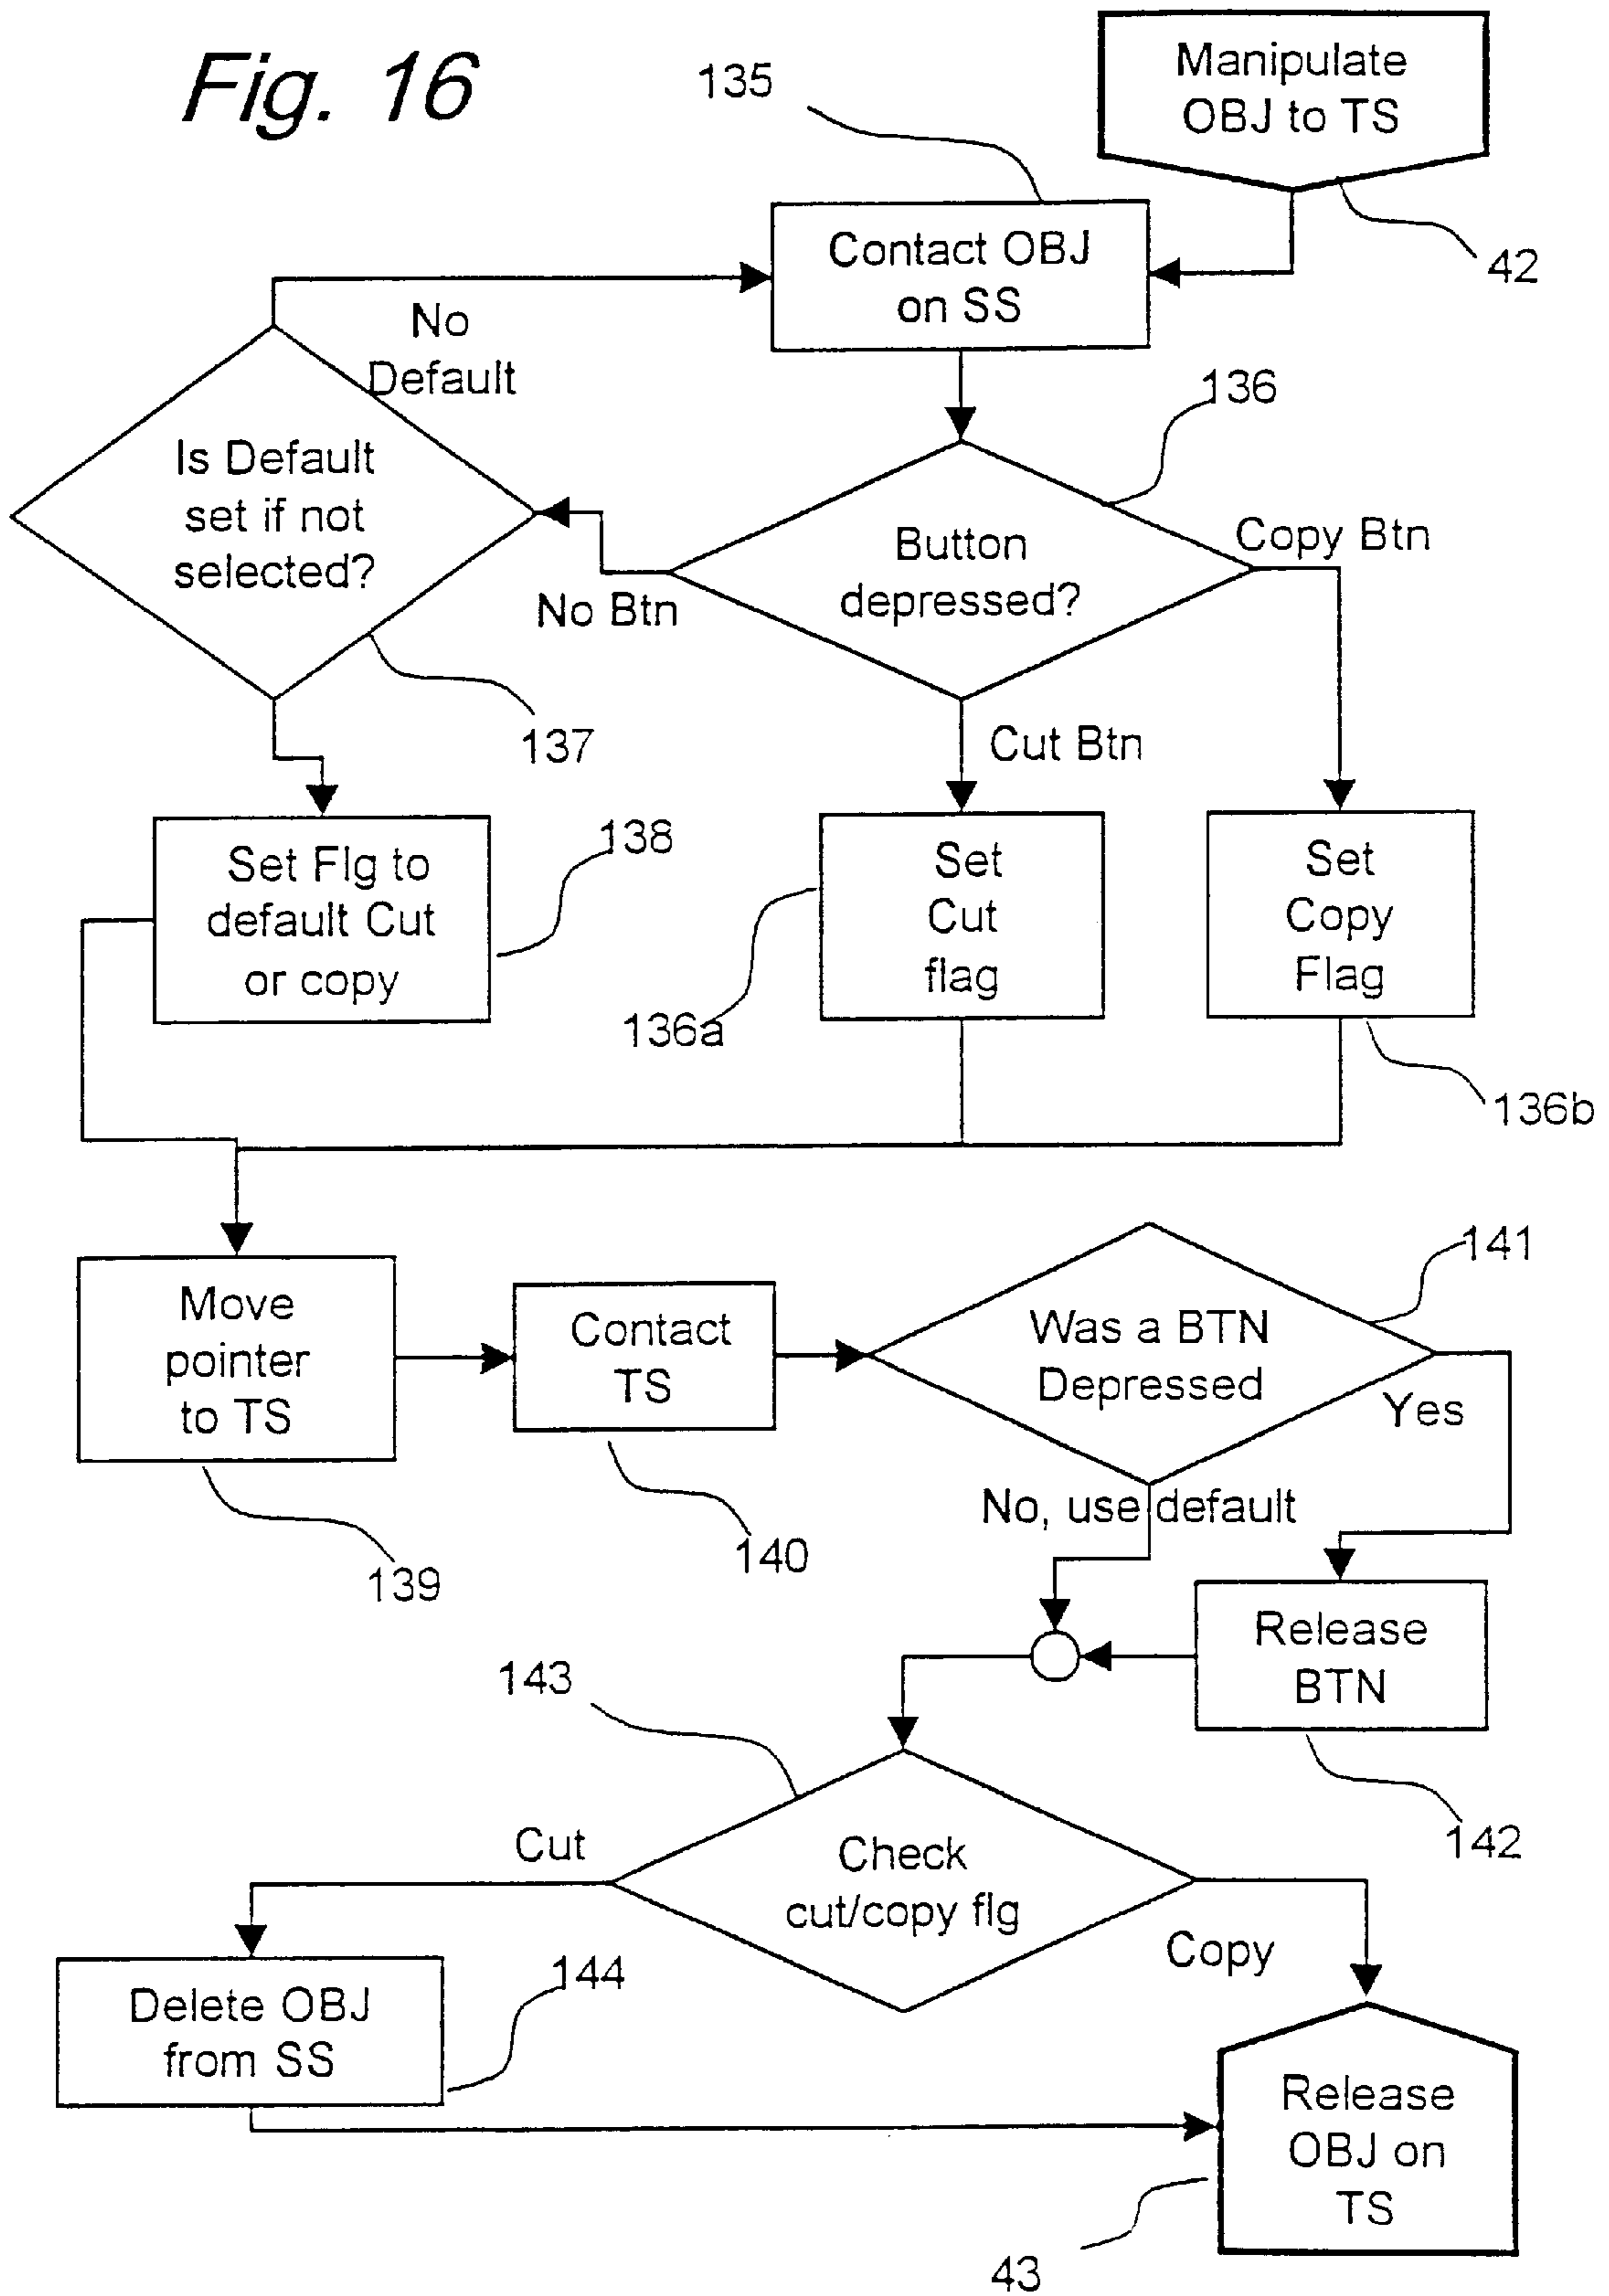 Fig. 16
135
Manipulate
OBJ to TS
42
Contact OBJ
on SS
No
Default
136
Is Default
set if not
selected?
Button
depressed?
Copy Btn
No Btn
137
Cut Btn
Set Flg to
default Cut
or copy
138
Set
Cut
flag
136a
Set
Copy
Flag
136b
Move
pointer
to TS
139
Contact
TS
140
Was a BTN
Depressed
141
Yes
No, use default
Release
BTN
142
143
Check
cut/copy flg
Cut
Copy
Delete OBJ
from SS
144
Release
OBJ on
TS
43